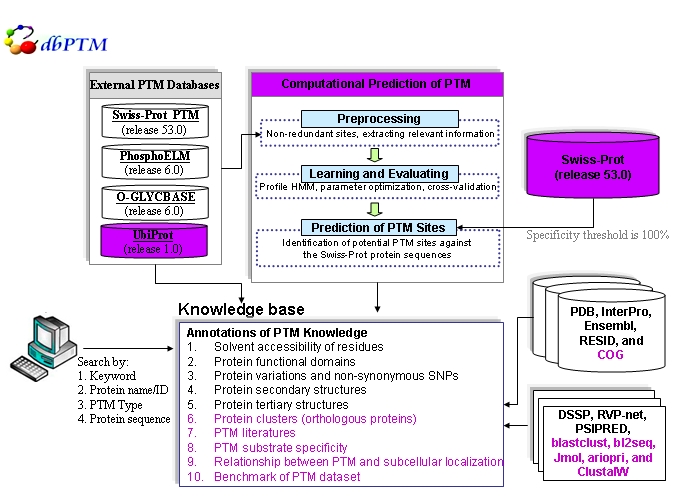 dbPTM
External PTM Databases
Swiss-Prot PTM
(release 53.0)
PhosphoELM
(release 6.0)
O-GLYCBASE
(release 6.0)
UbiProt
(release 1.0)
Computational Prediction of PTM
Preprocessing
Non-redundant sites, extracting relevant information
Learning and Evaluating
Profile HMM, parameter optimization, cross-validation
Prediction of PTM Sites
Identification of potential PTM sites against
the Swiss-Prot protein sequences
Swiss-Prot
(release 53.0)
Specificity threshold is 100%
Knowledge base
Search by:
1. Keyword
2. Protein name/ID
3. PTM Type
4. Protein sequence
Annotations of PTM Knowledge
1. Solvent accessibility of residues
2. Protein functional domains
3. Protein variations and non-synonymous SNPs
4. Protein secondary structures
5. Protein tertiary structures
6. Protein clusters (orthologous proteins)
7. PTM literatures
8. PTM substrate specificity
9. Relationship between PTM and subcellular localization
10. Benchmark of PTM dataset
PDB, InterPro,
Ensembl,
RESID, and
COG
DSSP, RVP-net,
PSIPRED,
blastclust, bl2seq,
Jmol, ariopri, and
ClustalW